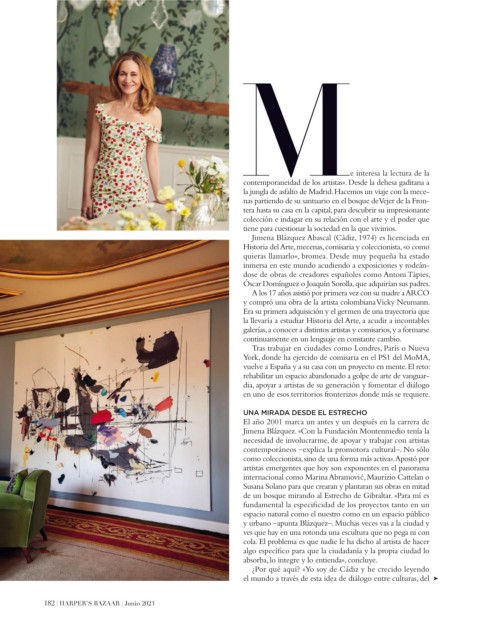 Me interesa la lectura de la
contemporaneidad de los artistas». Desde la dehesa gaditana a
la jungla de asfalto de Madrid. Hacemos un viaje con la mece-
nas partiendo de su santuario en el bosque de Vejer de la Fron-
tera hasta su casa en la capital, para descubrir su impresionante
colección e indagar en su relación con el arte y el poder que
tiene para cuestionar la sociedad en la que vivimos.
Jimena Blázquez Abascal (Cádiz, 1974) es licenciada en
Historia del Arte, mecenas, comisaria y coleccionista, «o como
quieras llamarlo», bromea. Desde muy pequeña ha estado
inmersa en este mundo acudiendo a exposiciones y rodeán-
dose de obras de creadores españoles como Antoni Tàpies,
Óscar Domínguez o Joaquín Sorolla, que adquirían sus padres.
A los 17 años asistió por primera vez con su madre a ARCO
y compró una obra de la artista colombiana Vicky Neumann.
Era su primera adquisición y el germen de una trayectoria que
la llevaría a estudiar Historia del Arte, a acudir a incontables
galerías, a conocer a distintos artistas y comisarios, y a formarse
continuamente en un lenguaje en constante cambio.
Tras trabajar en ciudades como Londres, París o Nueva
York, donde ha ejercido de comisaria en el PS1 del MoMA,
vuelve a España y a su casa con un proyecto en mente. El reto:
rehabilitar un espacio abandonado a golpe de arte de vanguar-
dia, apoyar a artistas de su generación y fomentar el diálogo
en uno de esos territorios fronterizos donde más se requiere.
UNA MIRADA DESDE EL ESTRECHO
El año 2001 marca un antes y un después en la carrera de
Jimena Blázquez. «Con la Fundación Montenmedio tenía la
necesidad de involucrarme, de apoyar y trabajar con artistas
contemporáneos –explica la promotora cultural–. No sólo
como coleccionista, sino de una forma más activa». Apostó por
artistas emergentes que hoy son exponentes en el panorama
internacional como Marina Abramović, Maurizio Cattelan o
Susana Solano para que crearan y plantaran sus obras en mitad
de un bosque mirando al Estrecho de Gibraltar. «Para mí es
fundamental la especificidad de los proyectos tanto en un
espacio natural como el nuestro como en un espacio público
y urbano –apunta Blázquez–. Muchas veces vas a la ciudad y
ves que hay en una rotonda una escultura que no pega ni con
cola. El problema es que nadie le ha dicho al artista de hacer
algo específico para que la ciudadanía y la propia ciudad lo
absorba, lo integre y lo entienda», concluye.
¿Por qué aquí? «Yo soy de Cádiz y he crecido leyendo
el mundo a través de esta idea de diálogo entre culturas, del ➤
182 | HARPER'S BAZAAR | Junio 2023